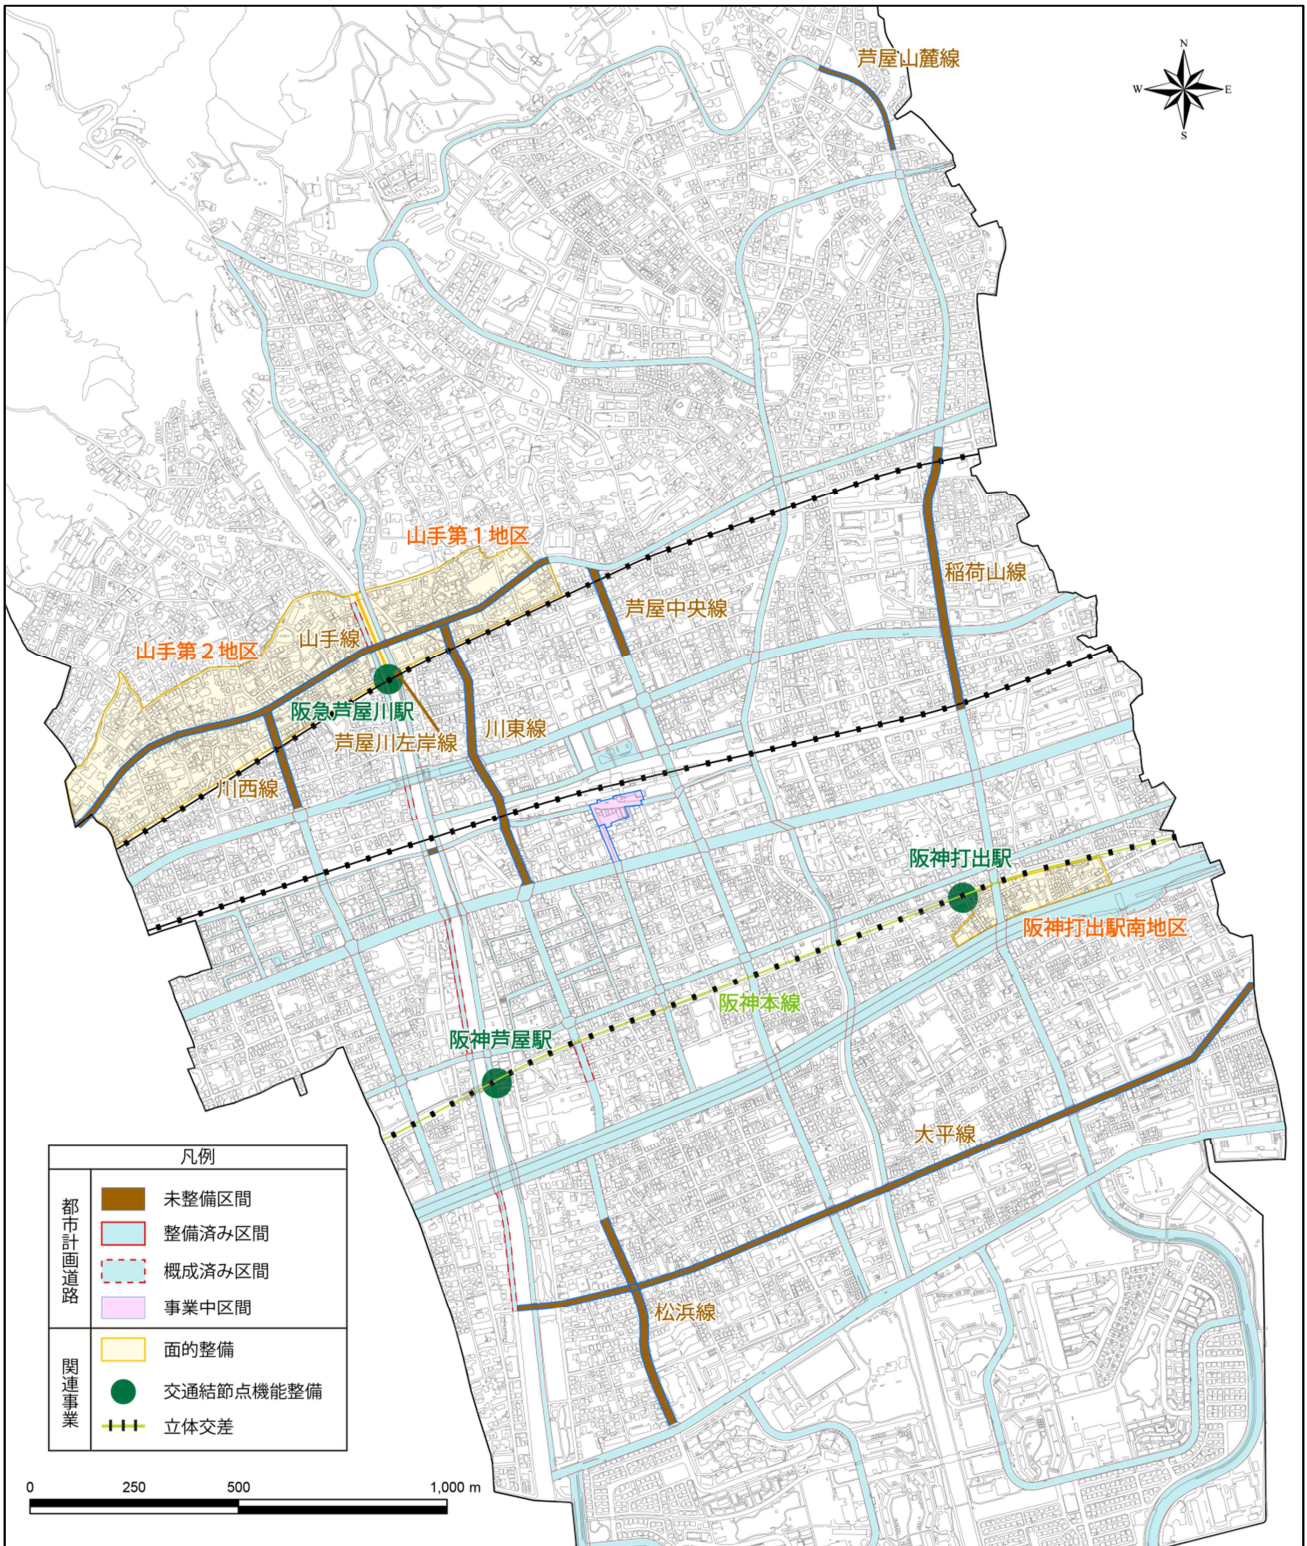 芦屋山麓線
N
W
E
S
山手第1地区
稲荷山線
芦屋中央線
山手線
山手第2地区
阪急芦屋川駅
川東線
芦屋川左岸線
川西線
阪神打出駅
阪神打出駅南地区
阪神本線
阪神芦屋駅
大平線
松浜線
凡例
都市計画道路
未整備区間
整備済み区間
概成済み区間
事業中区間
関連事業
面的整備
交通結節点機能整備
立体交差
0 250 500 1,000 m